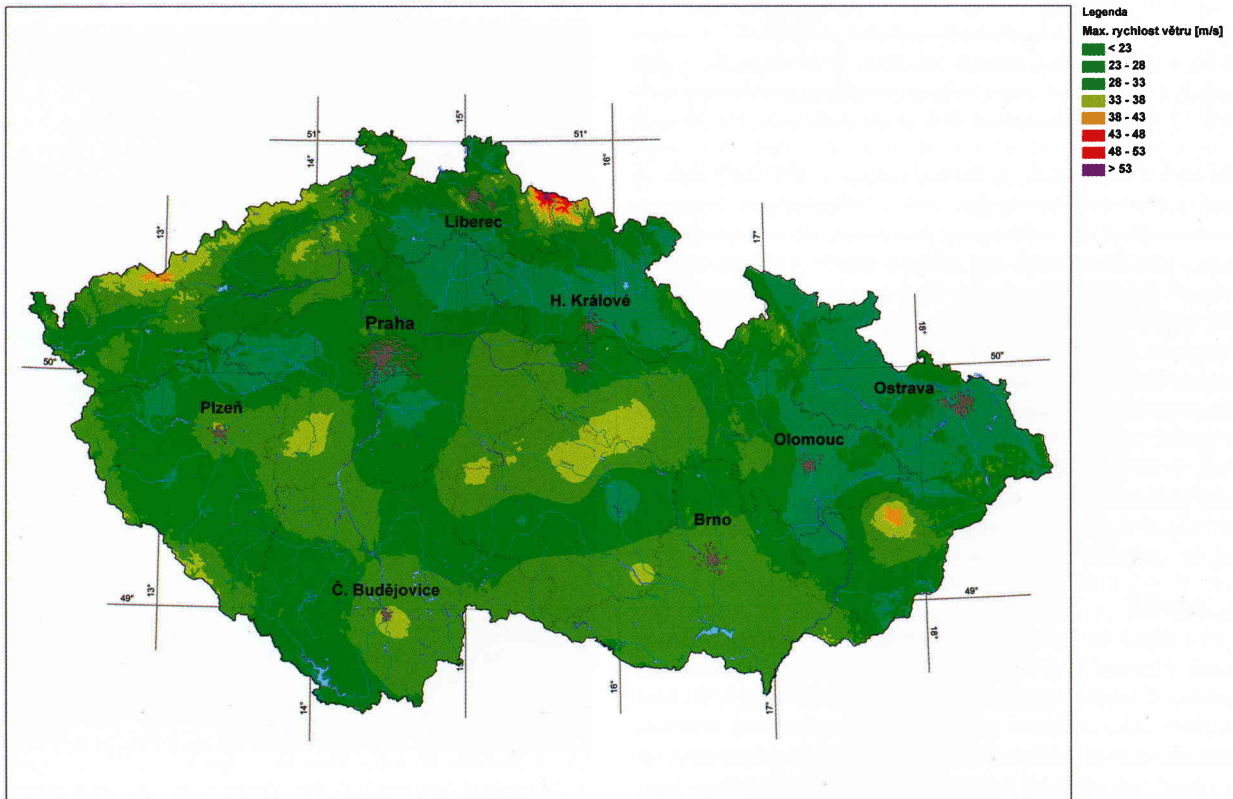 Legenda
Max. rychlost větru [m/s]
< 23
23 - 28
28 - 33
33 - 38
38 - 43
43 - 48
48 - 53
> 53
51°
15°
51°
14°
16°
13°
17°
18°
Liberec
H. Králové
Praha
50°
50°
Ostrava
Plzeň
Olomouc
Brno
Č. Budějovice
49°
13°
49°
18°
15°
14°
16°
17°